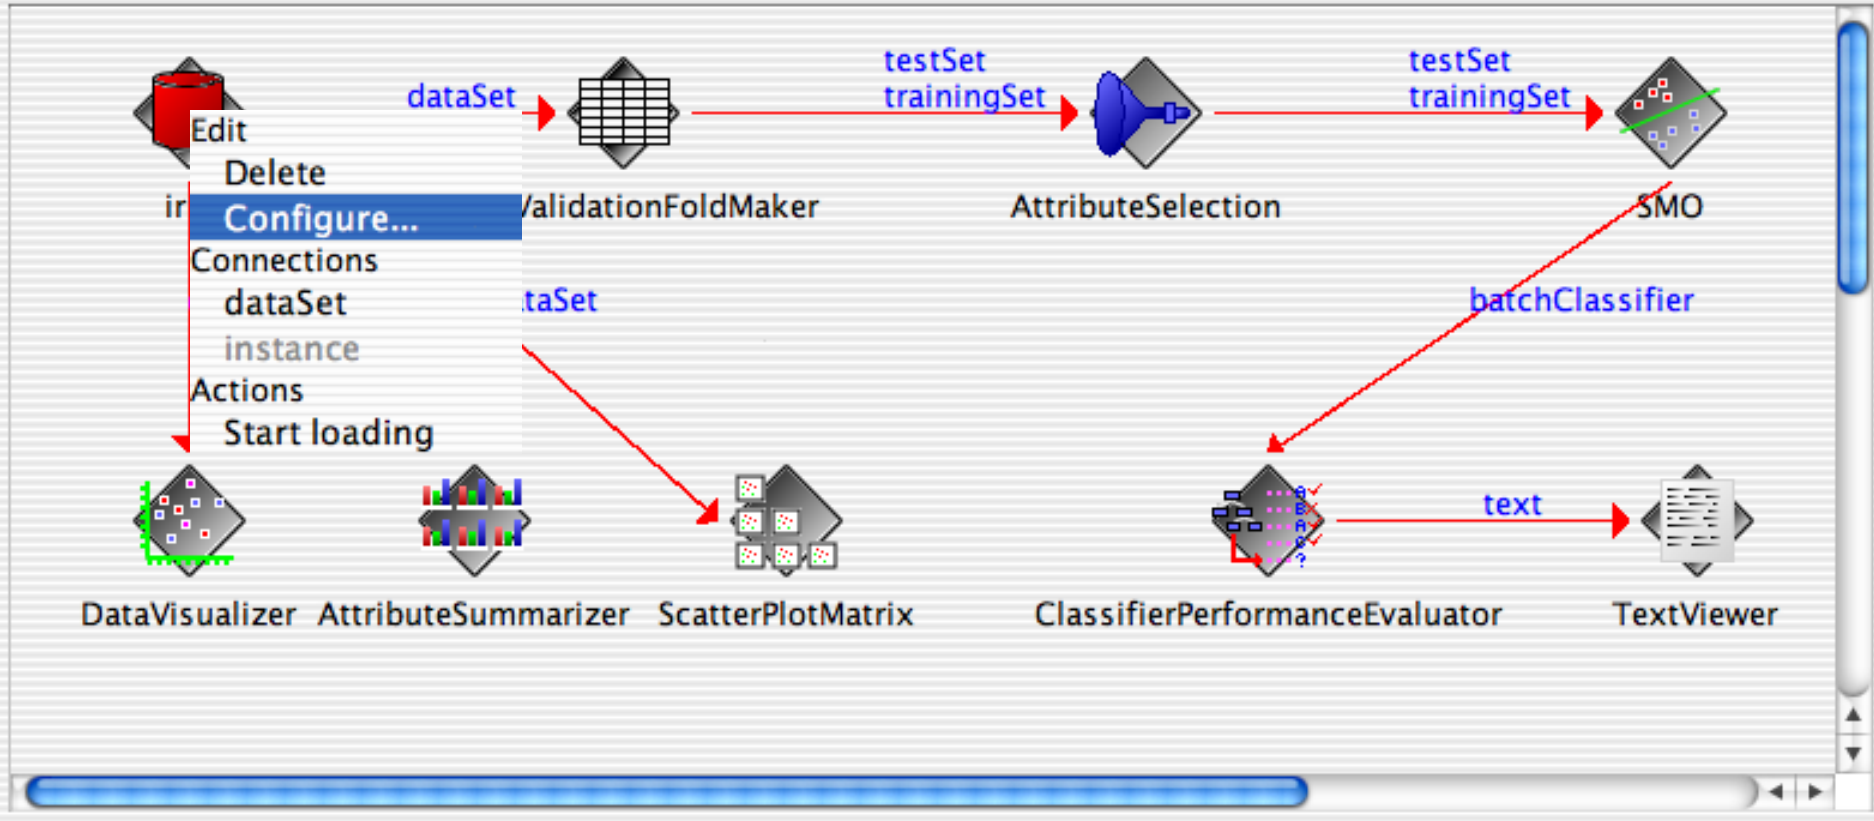 testSet
testSet
dataSet
trainingSet
trainingSet
Edit
Delete
ValidationFoldMaker
AttributeSelection
SMO
Configure...
Connections
dataSet
taSet
batchClassifier
instance
Actions
Start loading
text
DataVisualizer
AttributeSummarizer
ScatterPlotMatrix
ClassifierPerformanceEvaluator
TextViewer